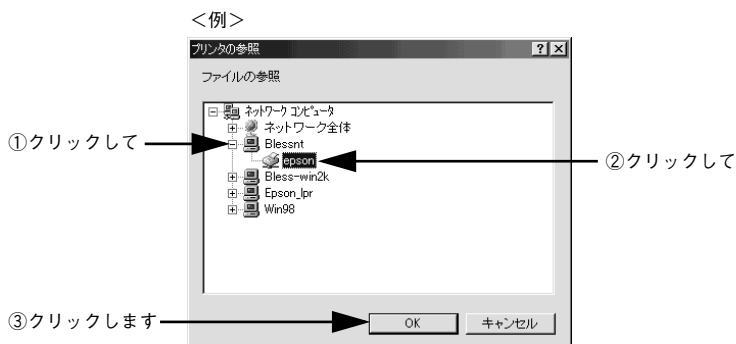 ＜例＞
プリンタの参照
ファイルの参照
ネットワーク コンピュータ
ネットワーク全体
①クリックして
Blessnt
epson
②クリックして
Bless-win2k
Epson_lpr
Win98
③クリックします
OK
キャンセル